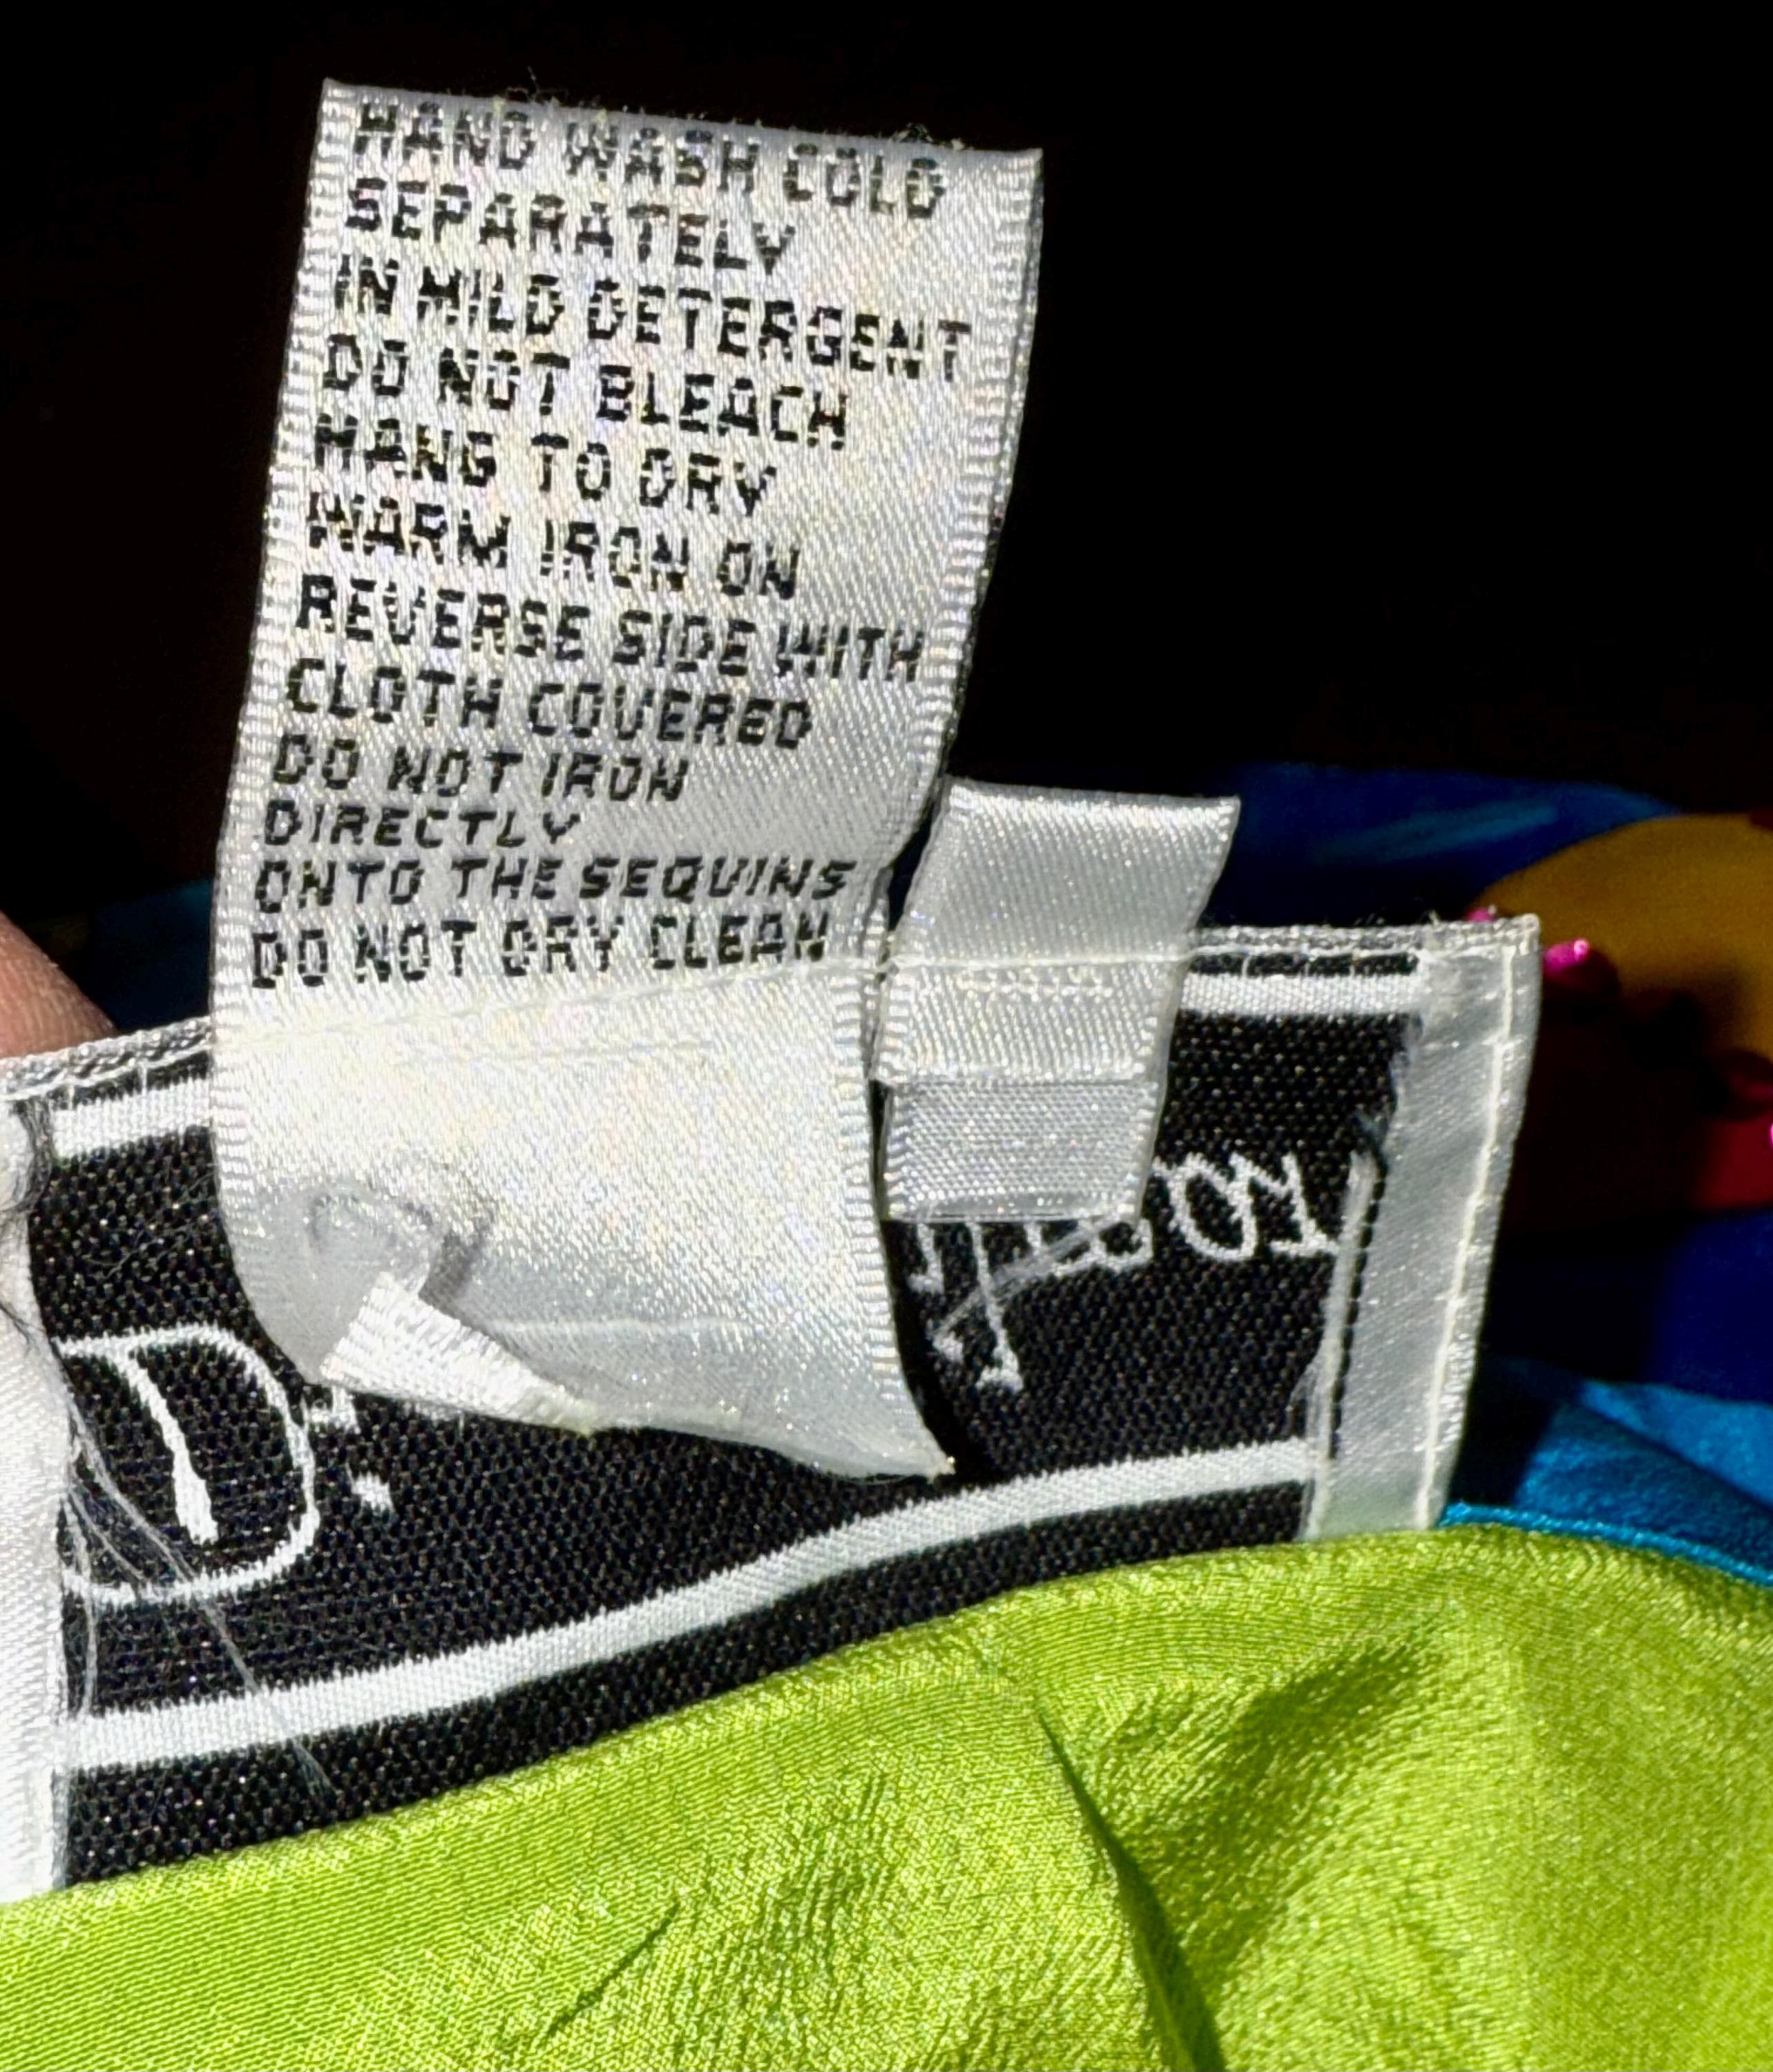 HAND WASH COLD
SEPARATELY
IN MILD DETERGENT
DO NOT BLEACH
HANG TO DRY
WARM IRON ON
REVERSE SIDE WITH
CLOTH COVERED
DO NOT IRON
DIRECTLY
ONTO THE SEQUINS
DO NOT DRY CLEAN